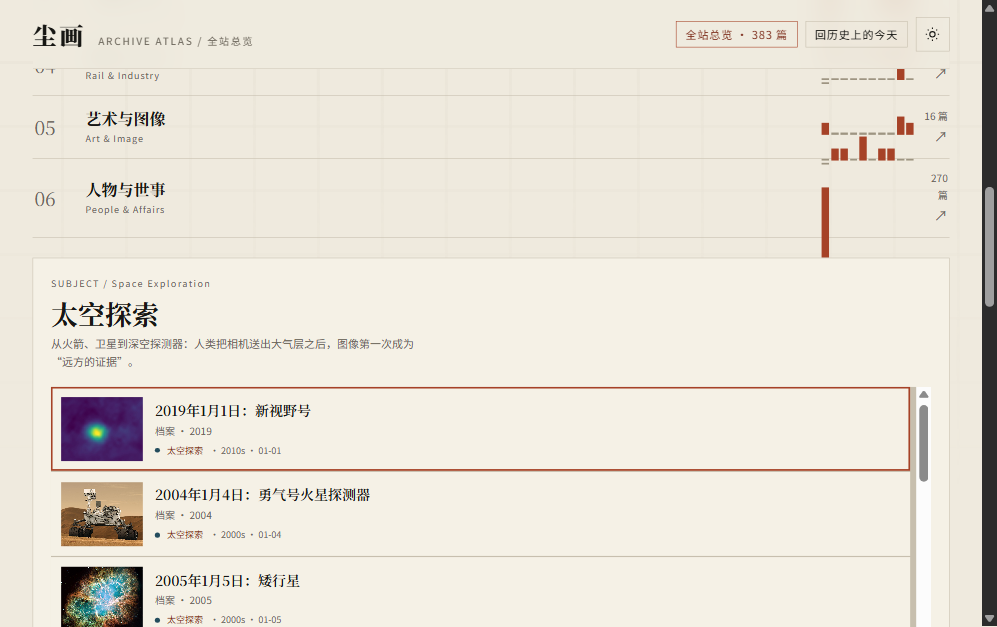 尘画
ARCHIVE ATLAS / 全站总览
全站总览 · 383 篇
回历史上的今天
04
Rail & Industry
↗
05
艺术与图像
Art & Image
16 篇
↗
06
人物与世事
People & Affairs
270
篇
↗
SUBJECT / Space Exploration
太空探索
从火箭、卫星到深空探测器：人类把相机送出大气层之后，图像第一次成为
“远方的证据”。
2019年1月1日：新视野号
档案 · 2019
太空探索 · 2010s · 01-01
2004年1月4日：勇气号火星探测器
档案 · 2004
太空探索 · 2000s · 01-04
2005年1月5日：矮行星
档案 · 2005
太空探索 · 2000s · 01-05